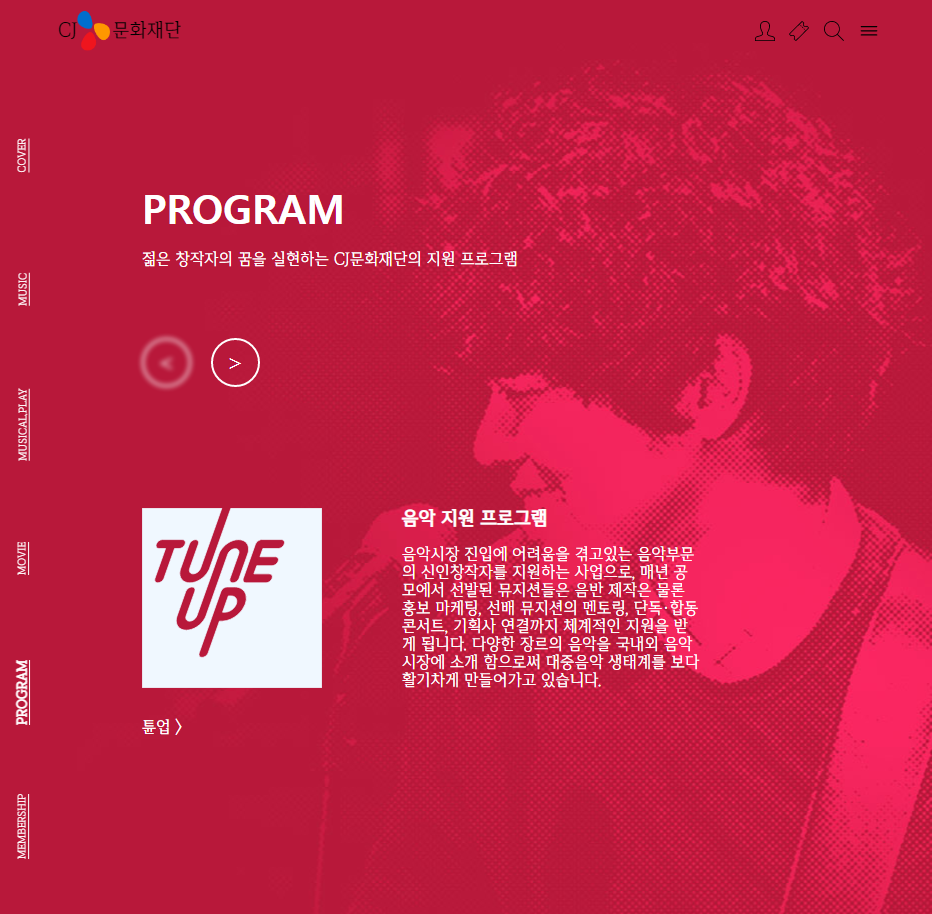 CJ 문화재단
COVER
MUSIC
MUSICAL.PLAY
MOVIE
PROGRAM
MEMBERSHIP
PROGRAM
젊은 창작자의 꿈을 실현하는 CJ문화재단의 지원 프로그램
<
>
TUNE
UP
튠업 〉
음악 지원 프로그램
음악시장 진입에 어려움을 겪고있는 음악부문
의 신인창작자를 지원하는 사업으로, 매년 공
모에서 선발된 뮤지션들은 음반 제작은 물론
홍보 마케팅, 선배 뮤지션의 멘토링, 단독·합동
콘서트, 기획사 연결까지 체계적인 지원을 받
게 됩니다. 다양한 장르의 음악을 국내외 음악
시장에 소개 함으로써 대중음악 생태계를 보다
활기차게 만들어가고 있습니다.